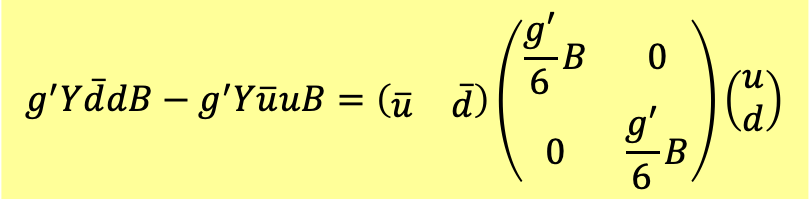 g'Yd̄dB − g'YūuB = (ū d̄) ( g'/6 B 0 0 g'/6 B ) ( u d )